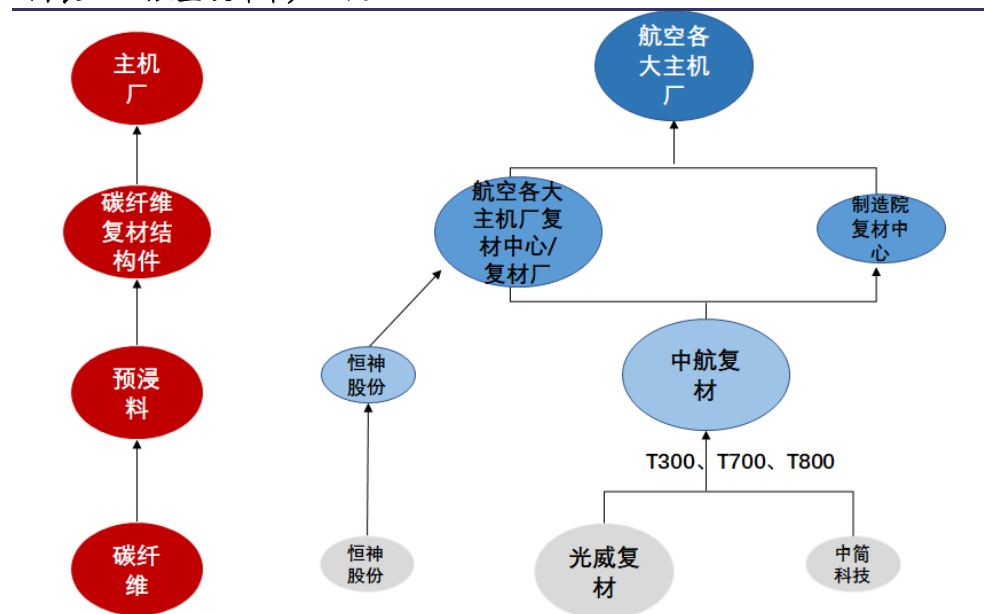 主机
厂
航空各
大主机
厂
碳纤维
复材结
构件
航空各大
主机厂复
材中心/
复材厂
制造院
复材中
心
预浸
料
恒神
股份
中航复
材
T300、T700、T800
碳纤
维
恒神
股份
光威复
材
中简
科技